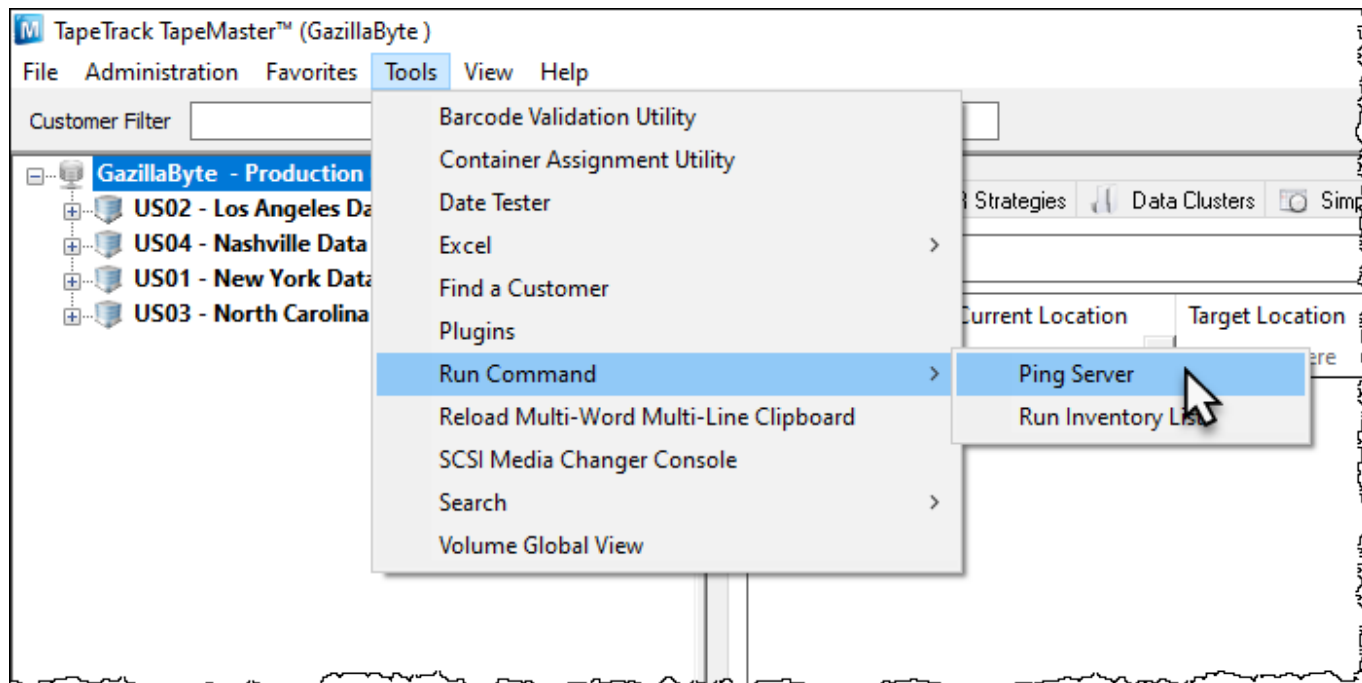 TapeTrack TapeMaster™ (GazillaByte )
File Administration Favorites Tools View Help
Customer Filter
GazillaByte - Production
US02 - Los Angeles Da
US04 - Nashville Data
US01 - New York Data
US03 - North Carolina
Barcode Validation Utility
Container Assignment Utility
Date Tester
Excel
Find a Customer
Plugins
Run Command
Reload Multi-Word Multi-Line Clipboard
SCSI Media Changer Console
Search
Volume Global View
Ping Server
Run Inventory List
Strategies Data Clusters Simp
Current Location Target Location
ere